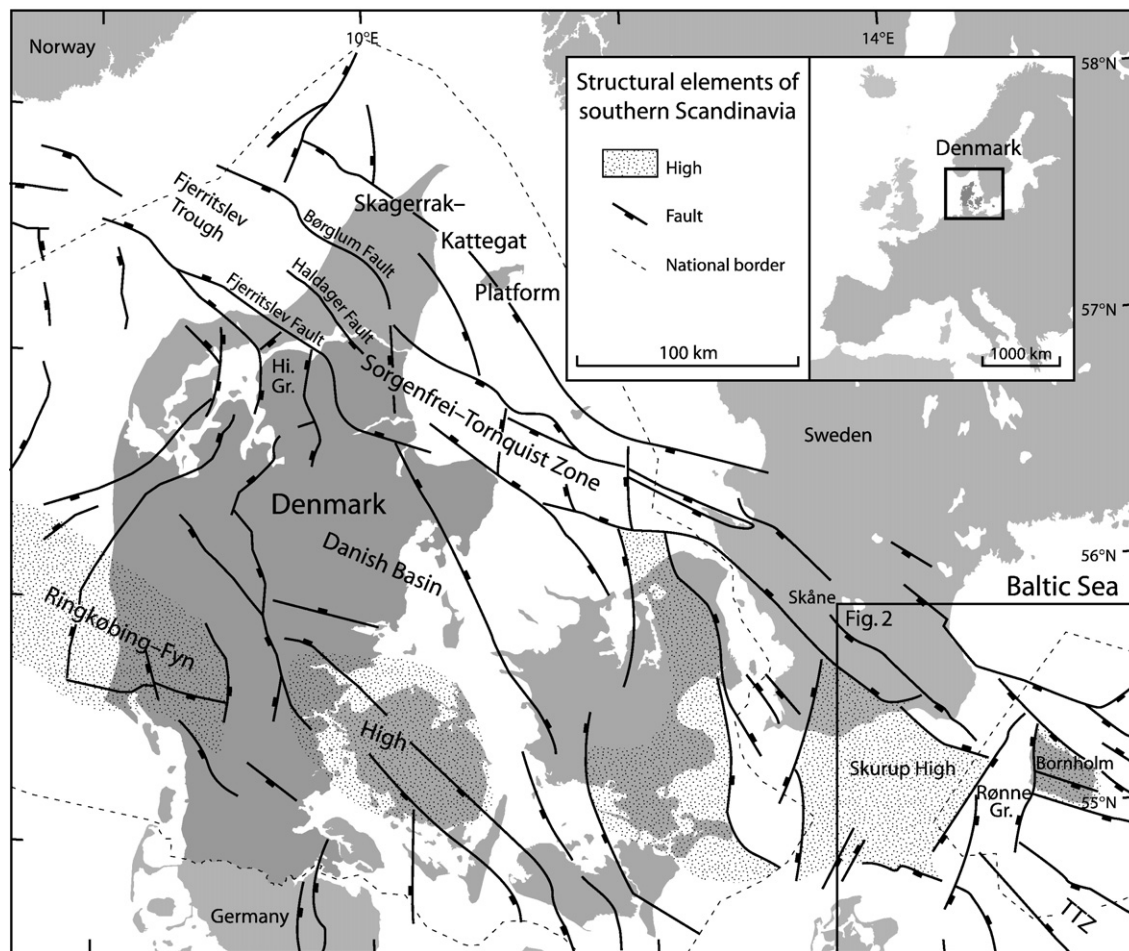 Norway
10°E
14°E
58°N
Structural elements of
southern Scandinavia
High
Fault
National border
100 km
Denmark
1000 km
Fjerritslev
Trough
Skagerrak–
Kattegat
Platform
Børglum Fault
Haldager Fault
Fjerritslev Fault
57°N
Hi.
Gr.
Sorgenfrei–Tornquist Zone
Sweden
Denmark
Danish Basin
56°N
Baltic Sea
Skåne
Fig. 2
Ringkøbing–Fyn
High
Skurup High
Bornholm
Rønne
Gr.
55°N
TTZ
Germany